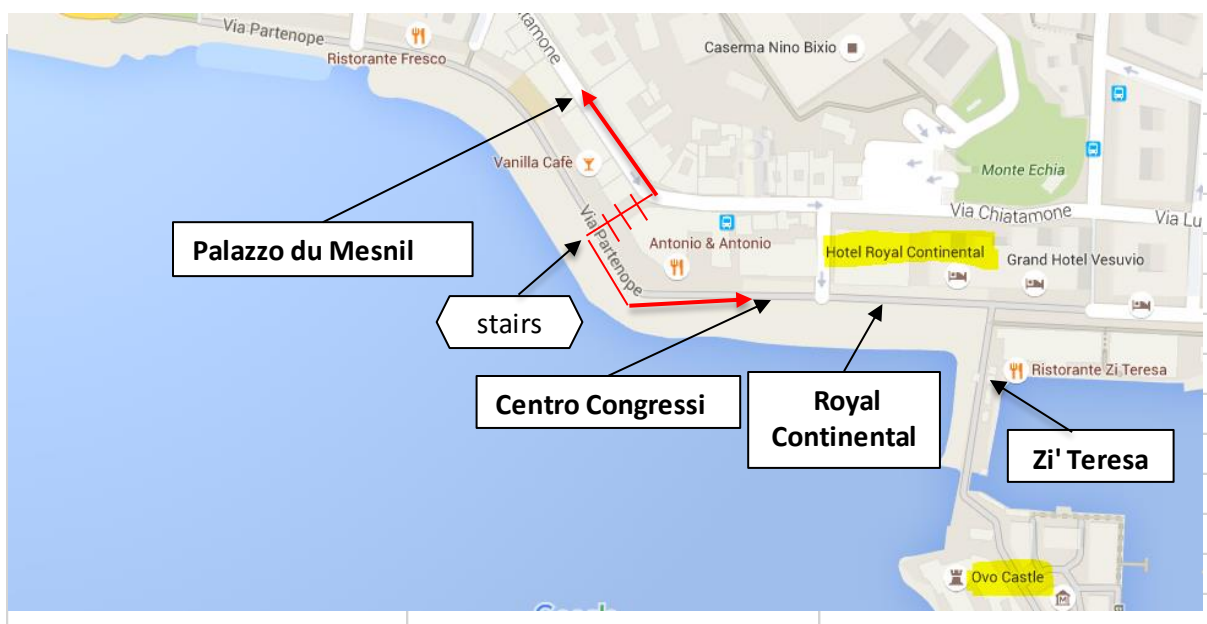 Via Partenope
Ristorante Fresco
Chiatamone
Caserma Nino Bixio
Vanilla Cafè
Monte Echia
Via Chiatamone
Via Lu
Palazzo du Mesnil
Via Partenope
Antonio & Antonio
Hotel Royal Continental
Grand Hotel Vesuvio
stairs
Ristorante Zi Teresa
Centro Congressi
Royal
Continental
Zi' Teresa
Ovo Castle
M